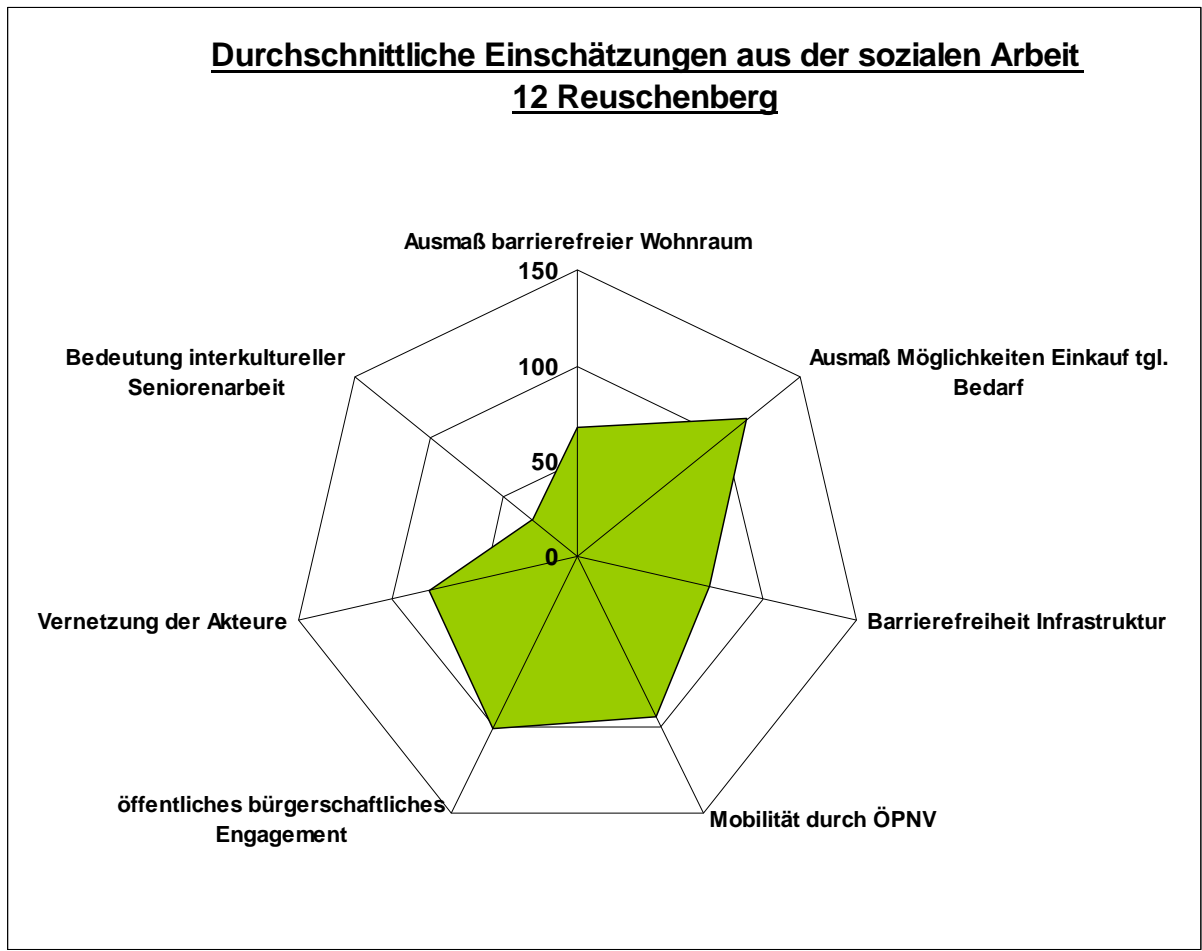 Durchschnittliche Einschätzungen aus der sozialen Arbeit
12 Reuschenberg
Ausmaß barrierefreier Wohnraum
150
Bedeutung interkultureller
Seniorenarbeit
Ausmaß Möglichkeiten Einkauf tgl.
Bedarf
100
50
0
Vernetzung der Akteure
Barrierefreiheit Infrastruktur
öffentliches bürgerschaftliches
Engagement
Mobilität durch ÖPNV